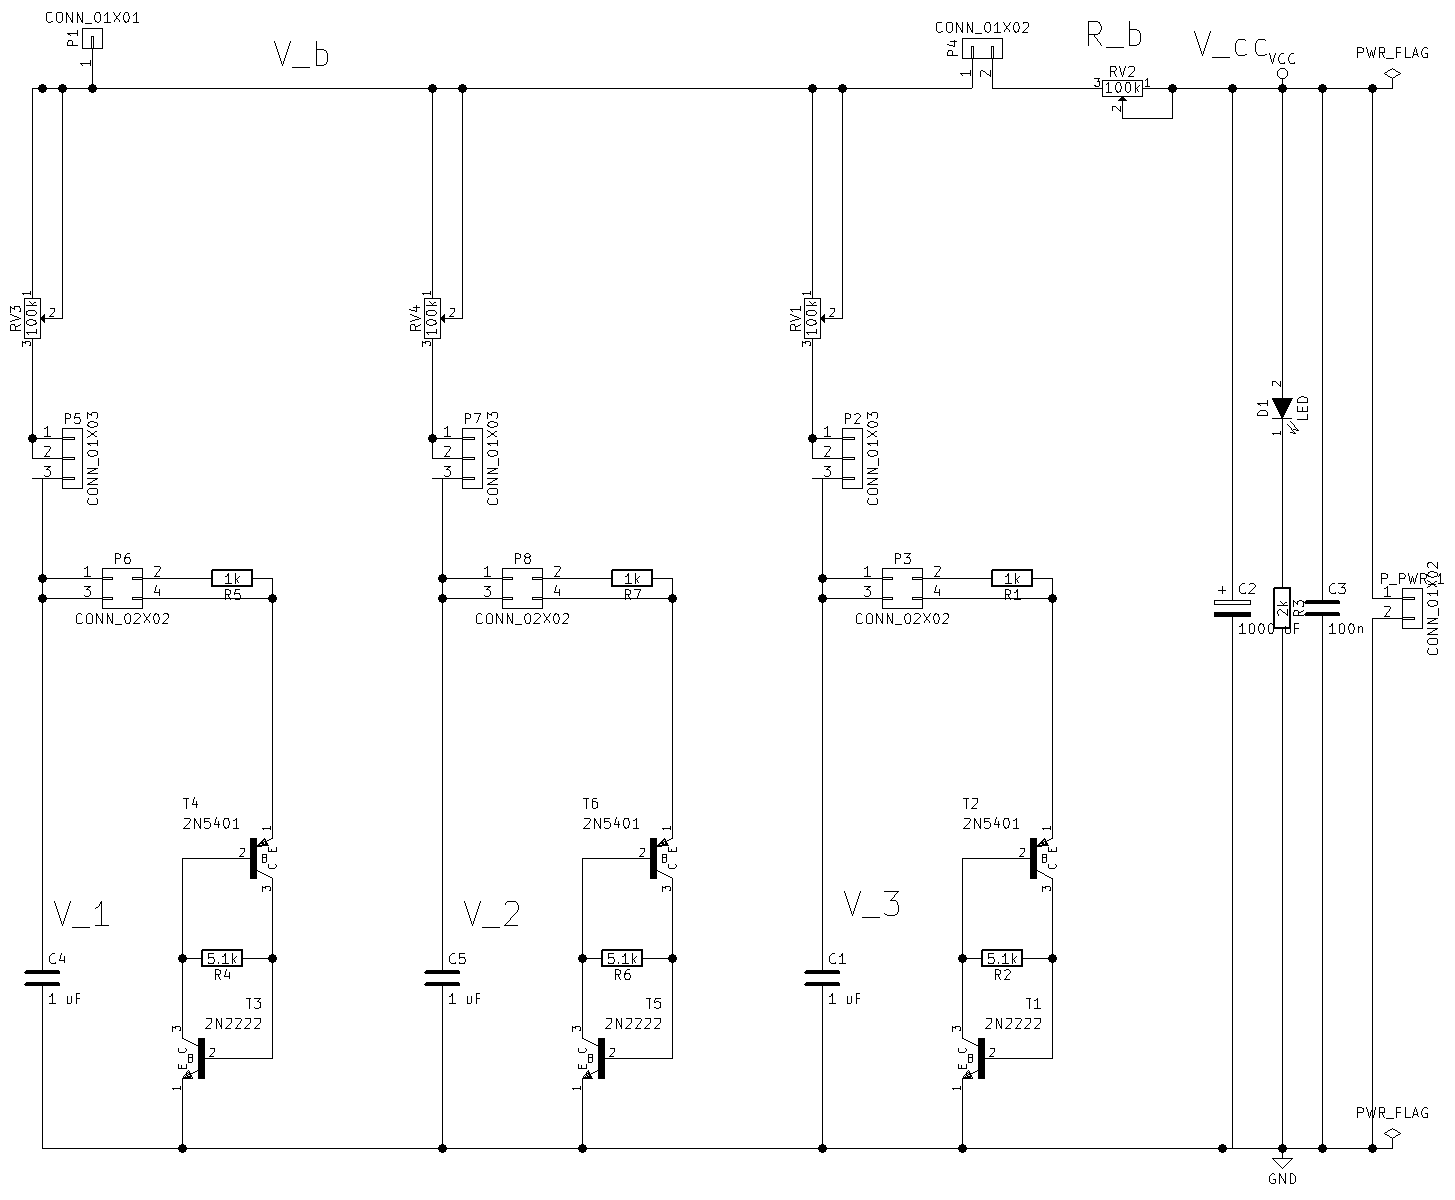 CONN_01X01
P1
1
V_b
CONN_01X02
P4
1
2
R_b
RV2
100k
3
1
2
V_cc
VCC
PWR_FLAG
RV3
100k
1
2
3
RV4
100k
1
2
3
RV1
100k
1
2
3
P5
CONN_01X03
1
2
3
P7
CONN_01X03
1
2
3
P2
CONN_01X03
1
2
3
D1
LED
2
1
P6
1
2
3
4
CONN_02X02
1k
R5
P8
1
2
3
4
CONN_02X02
1k
R7
P3
1
2
3
4
CONN_02X02
1k
R1
+
C2
1000 uF
2k
R3
C3
100n
P_PWR_1
CONN_01X02
1
2
T4
2N5401
1
2
3
E
B
C
T6
2N5401
1
2
3
E
B
C
T2
2N5401
1
2
3
E
B
C
V_1
V_2
V_3
C4
1 uF
5.1k
R4
C5
1 uF
5.1k
R6
C1
1 uF
5.1k
R2
T3
2N2222
3
2
1
C
B
E
T5
2N2222
3
2
1
C
B
E
T1
2N2222
3
2
1
C
B
E
PWR_FLAG
GND